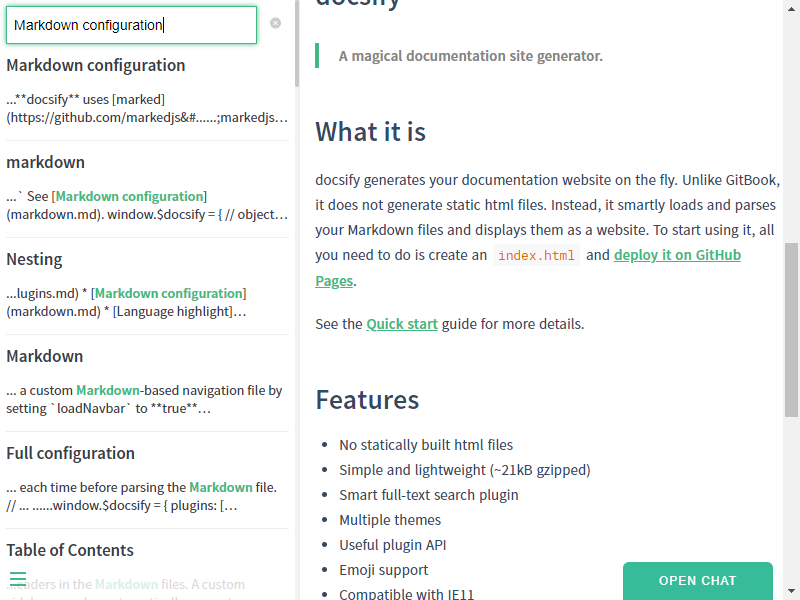 Markdown configuration
Markdown configuration
...**docsify** uses [marked]
(https://github.com/markedjs&#......;markedjs...
markdown
...` See [Markdown configuration]
(markdown.md). window.$docsify = { // object...
Nesting
...lugins.md) * [Markdown configuration]
(markdown.md) * [Language highlight]...
Markdown
... a custom Markdown-based navigation file by
setting `loadNavbar` to **true**...
Full configuration
... each time before parsing the Markdown file.
// ... ......window.$docsify = { plugins: [...
Table of Contents
...eaders in the Markdown files. A custom
docsify
A magical documentation site generator.
What it is
docsify generates your documentation website on the fly. Unlike GitBook,
it does not generate static html files. Instead, it smartly loads and parses
your Markdown files and displays them as a website. To start using it, all
you need to do is create an index.html and deploy it on GitHub
Pages.
See the Quick start guide for more details.
Features
• No statically built html files
• Simple and lightweight (~21kB gzipped)
• Smart full-text search plugin
• Multiple themes
• Useful plugin API
• Emoji support
• Compatible with IE11
OPEN CHAT